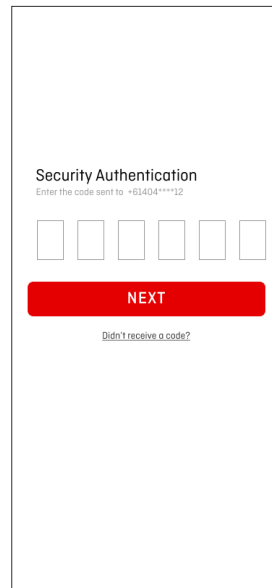 Security Authentication
Enter the code sent to +61404****12
NEXT
Didn't receive a code?